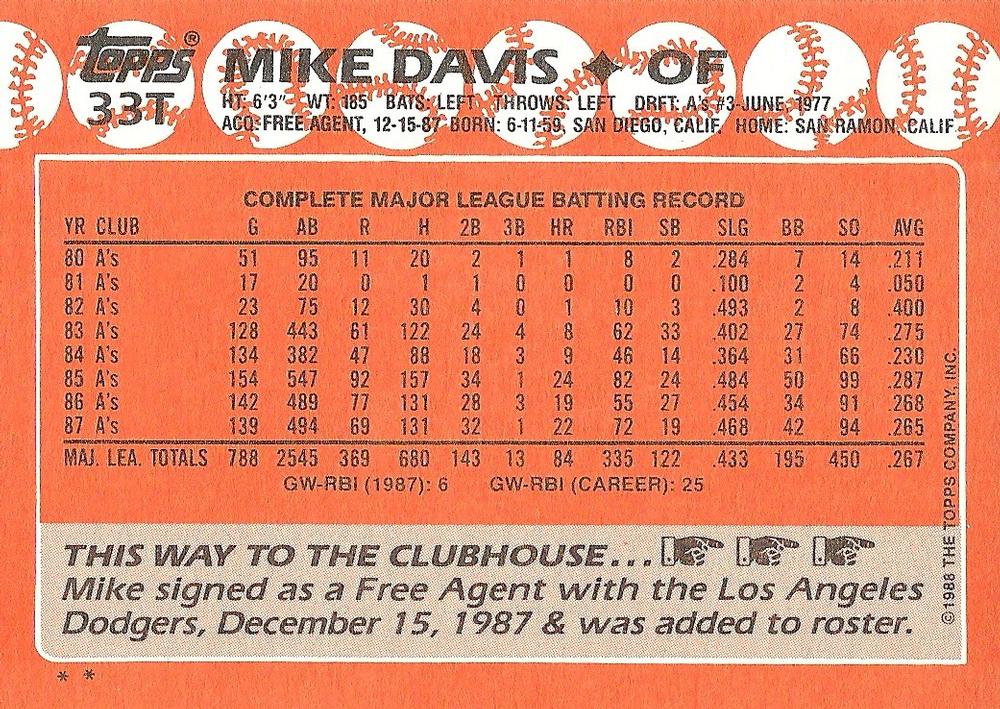 topps® MIKE DAVIS ♦ OF
33T HT: 6'3" WT: 185 BATS: LEFT THROWS: LEFT DRFT: A's #3-JUNE, 1977
ACQ: FREE AGENT, 12-15-87 BORN: 6-11-59, SAN DIEGO, CALIF. HOME: SAN RAMON, CALIF.
COMPLETE MAJOR LEAGUE BATTING RECORD
YR CLUB G AB R H 2B 3B HR RBI SB SLG BB SO AVG
80 A's 51 95 11 20 2 1 1 8 2 .284 7 14 .211
81 A's 17 20 0 1 1 0 0 0 0 .100 2 4 .050
82 A's 23 75 12 30 4 0 1 10 3 .493 2 8 .400
83 A's 128 443 61 122 24 4 8 62 33 .402 27 74 .275
84 A's 134 382 47 88 18 3 9 46 14 .364 31 66 .230
85 A's 154 547 92 157 34 1 24 82 24 .484 50 99 .287
86 A's 142 489 77 131 28 3 19 55 27 .454 34 91 .268
87 A's 139 494 69 131 32 1 22 72 19 .468 42 94 .265
MAJ. LEA. TOTALS 788 2545 369 680 143 13 84 335 122 .433 195 450 .267
GW-RBI (1987): 6 GW-RBI (CAREER): 25
THIS WAY TO THE CLUBHOUSE...
Mike signed as a Free Agent with the Los Angeles
Dodgers, December 15, 1987 & was added to roster.
©1988 THE TOPPS COMPANY, INC.
* *